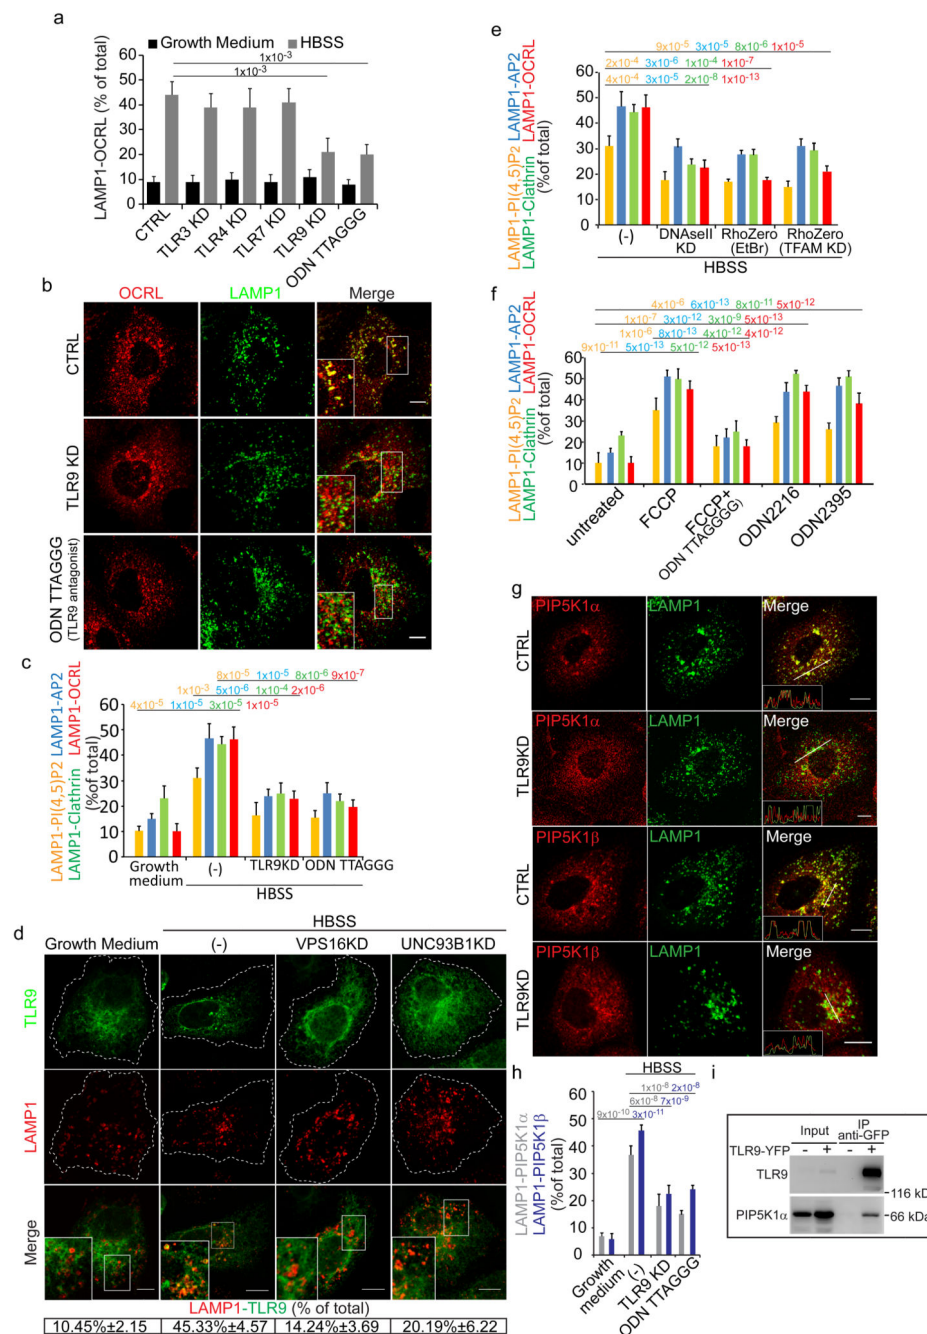 a
Growth Medium HBSS
1x10-3
1x10-3
LAMP1-OCRL (% of total)
60
50
40
30
20
10
0
CTRL
TLR3 KD
TLR4 KD
TLR7 KD
TLR9 KD
ODN TTAGGG
b
OCRL LAMP1 Merge
CTRL
TLR9 KD
ODN TTAGGG
(TLR9 antagonist)
c
8x10-5 1x10-5 8x10-6 9x10-7
1x10-3 5x10-6 1x10-4 2x10-6
4x10-5 1x10-5 3x10-5 1x10-5
LAMP1-PI(4,5)P2 LAMP1-AP2
LAMP1-Clathrin LAMP1-OCRL
(% of total)
60
50
40
30
20
10
0
Growth medium (-) TLR9KD ODN TTAGGG
HBSS
d
HBSS
Growth Medium (-) VPS16KD UNC93B1KD
TLR9
LAMP1
Merge
LAMP1-TLR9 (% of total)
10.45%±2.15 45.33%±4.57 14.24%±3.69 20.19%±6.22
e
9x10-5 3x10-5 8x10-6 1x10-5
2x10-4 3x10-6 1x10-4 1x10-7
4x10-4 3x10-5 2x10-8 1x10-13
LAMP1-PI(4,5)P2 LAMP1-AP2
LAMP1-Clathrin LAMP1-OCRL
(%of total)
60
50
40
30
20
10
0
(-) DNAseII KD RhoZero (EtBr) RhoZero (TFAM KD)
HBSS
f
4x10-6 6x10-13 8x10-11 5x10-12
1x10-7 3x10-12 3x10-9 5x10-13
1x10-6 8x10-13 4x10-12 4x10-12
9x10-11 5x10-13 5x10-12 5x10-13
LAMP1-PI(4,5)P2 LAMP1-AP2
LAMP1-Clathrin LAMP1-OCRL
(%of total)
60
50
40
30
20
10
0
untreated
FCCP
FCCP+
ODN TTAGGGG)
ODN2216
ODN2395
g
PIP5K1α LAMP1 Merge
CTRL
PIP5K1α LAMP1 Merge
TLR9KD
PIP5K1β LAMP1 Merge
CTRL
PIP5K1β LAMP1 Merge
TLR9KD
h
HBSS
1x10-8 2x10-8
6x10-8 7x10-9
9x10-10 3x10-11
LAMP1-PIP5K1α
LAMP1-PIP5K1β
(%of total)
60
50
40
30
20
10
0
Growth medium
(-)
TLR9 KD
ODN TTAGGG
i
Input IP anti-GFP
TLR9-YFP - + - +
TLR9
-116 kDa
PIP5K1α
-66 kDa